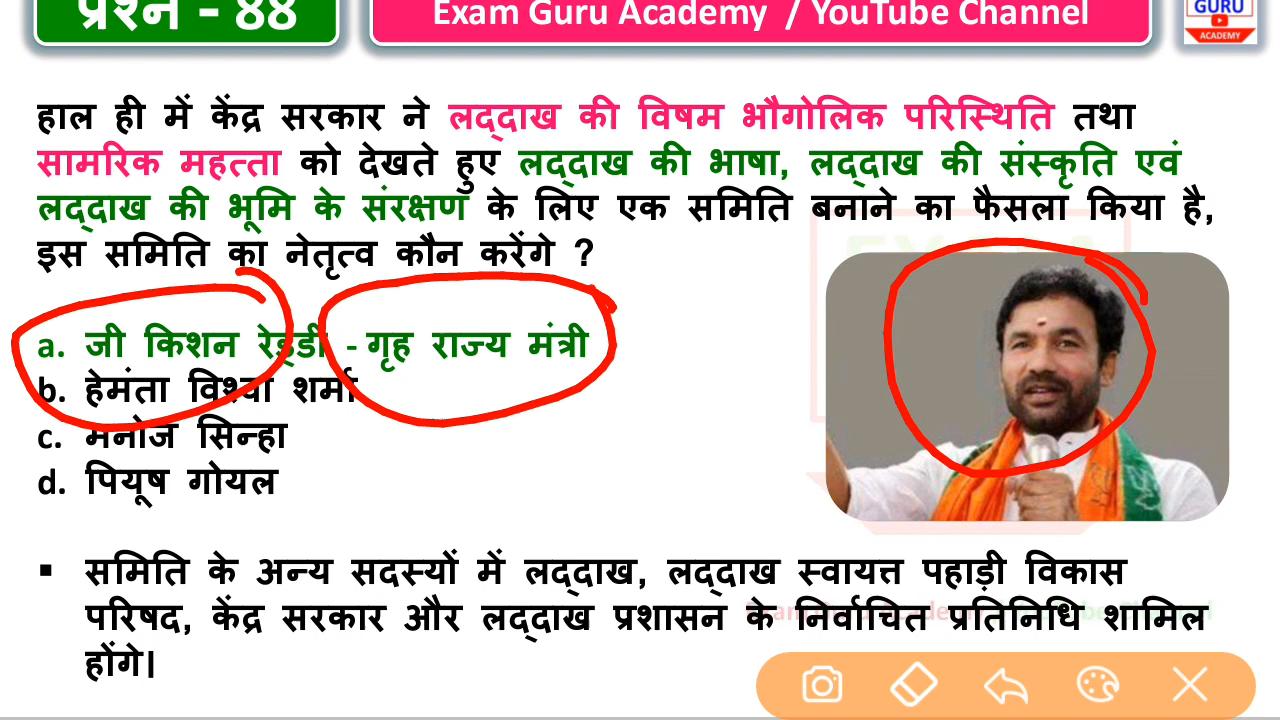 प्रश्न - 88
Exam Guru Academy / YouTube Channel
GURU
ACADEMY
हाल ही में केंद्र सरकार ने लद्दाख की विषम भौगोलिक परिस्थिति तथा
सामरिक महत्ता को देखते हुए लद्दाख की भाषा, लद्दाख की संस्कृति एवं
लद्दाख की भूमि के संरक्षण के लिए एक समिति बनाने का फैसला किया है,
इस समिति का नेतृत्व कौन करेंगे ?
a. जी किशन रेड्डी - गृह राज्य मंत्री
b. हेमंता विश्वा शर्मा
c. मनोज सिन्हा
d. पियूष गोयल
▪ समिति के अन्य सदस्यों में लद्दाख, लद्दाख स्वायत्त पहाड़ी विकास
परिषद, केंद्र सरकार और लद्दाख प्रशासन के निर्वाचित प्रतिनिधि शामिल
होंगे।